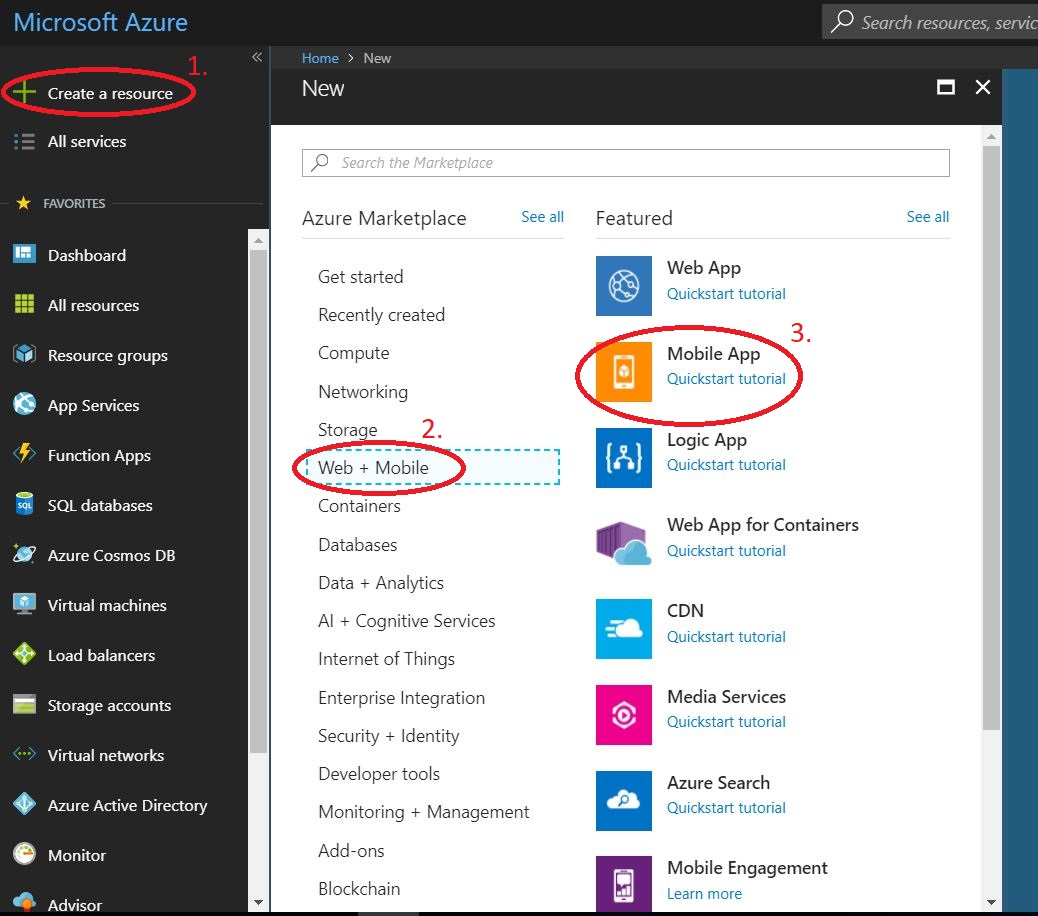 Microsoft Azure
Search resources, servic
1.
Create a resource
All services
FAVORITES
Dashboard
All resources
Resource groups
App Services
Function Apps
SQL databases
Azure Cosmos DB
Virtual machines
Load balancers
Storage accounts
Virtual networks
Azure Active Directory
Monitor
Advisor
Home > New
New
Search the Marketplace
Azure Marketplace See all
Get started
Recently created
Compute
Networking
Storage
2.
Web + Mobile
Containers
Databases
Data + Analytics
AI + Cognitive Services
Internet of Things
Enterprise Integration
Security + Identity
Developer tools
Monitoring + Management
Add-ons
Blockchain
Featured See all
Web App
Quickstart tutorial
3.
Mobile App
Quickstart tutorial
Logic App
Quickstart tutorial
Web App for Containers
Quickstart tutorial
CDN
Quickstart tutorial
Media Services
Quickstart tutorial
Azure Search
Quickstart tutorial
Mobile Engagement
Learn more